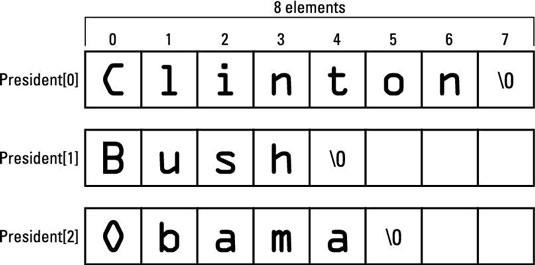 8 elements
0 1 2 3 4 5 6 7
President[0] C l i n t o n \0
President[1] B u s h \0
President[2] O b a m a \0